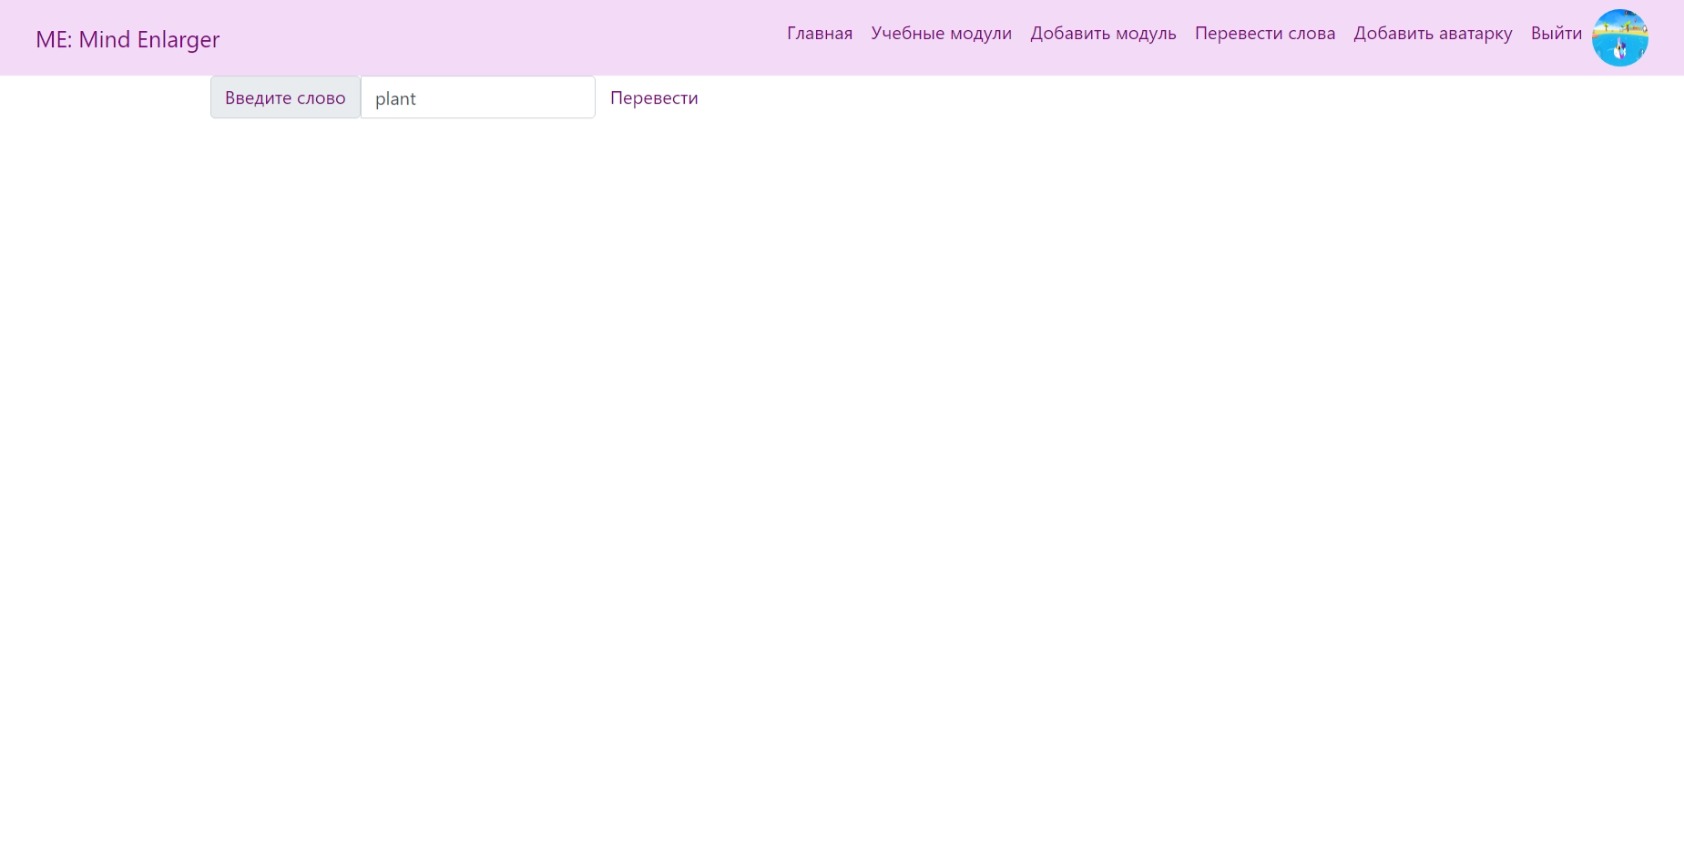 ME: Mind Enlarger
Главная Учебные модули Добавить модуль Перевести слова Добавить аватарку Выйти
Введите слово plant Перевести